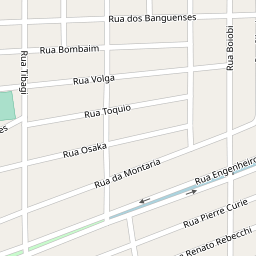 Rua dos Banguenses
Rua Bombaim
Rua Boiobi
Rua Tibagi
Rua Volga
Rua Toquio
Rua Osaka
Rua da Montaria
Rua Engenheiro
Rua Pierre Curie
Rua Renato Rebecchi